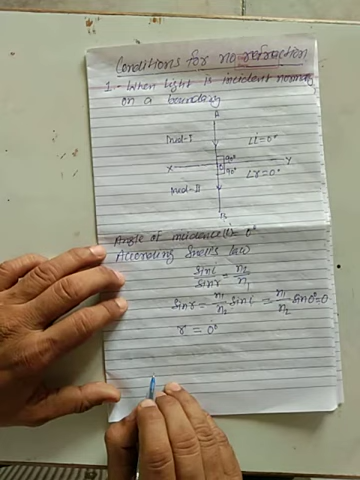 Conditions for no refraction
1.- When light is incident normally
on a boundary
A
med-I
∠i=0°
90°
X
Y
90°
∠r=0°
med-II
B
Angle of incidence(i)= 0°
According Snell's law
sin i / sin r = n2 / n1
sin r = n1/n2 sin i = n1/n2 sin 0°=0
r = 0°